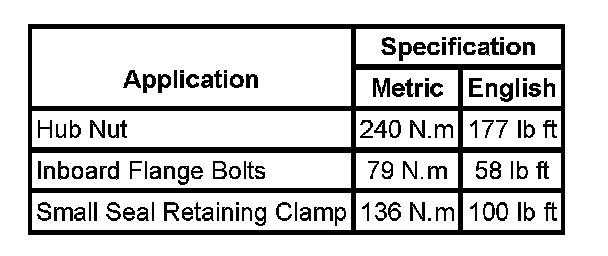 Application
Specification
Metric English
Hub Nut 240 N.m 177 lb ft
Inboard Flange Bolts 79 N.m 58 lb ft
Small Seal Retaining Clamp 136 N.m 100 lb ft